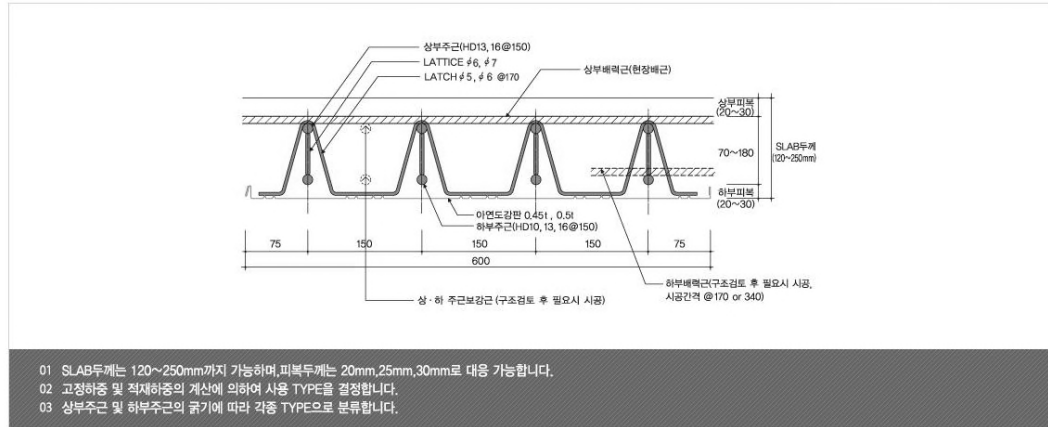 상부주근(HD13, 16@150)
LATTICE ∮6, ∮7
LATCH ∮5, ∮6 @170
상부배력근(현장배근)
상부피복
(20~30)
70~180
SLAB두께
(120~250mm)
하부피복
(20~30)
아연도강판 0.45t , 0.5t
하부주근(HD10, 13, 16@150)
75
150
150
150
75
600
하부배력근(구조검토 후 필요시 시공,
시공간격 @170 or 340)
상 · 하 주근보강근 (구조검토 후 필요시 시공)
01 SLAB두께는 120~250mm까지 가능하며,피복두께는 20mm,25mm,30mm로 대응 가능합니다.
02 고정하중 및 적재하중의 계산에 의하여 사용 TYPE을 결정합니다.
03 상부주근 및 하부주근의 굵기에 따라 각종 TYPE으로 분류합니다.